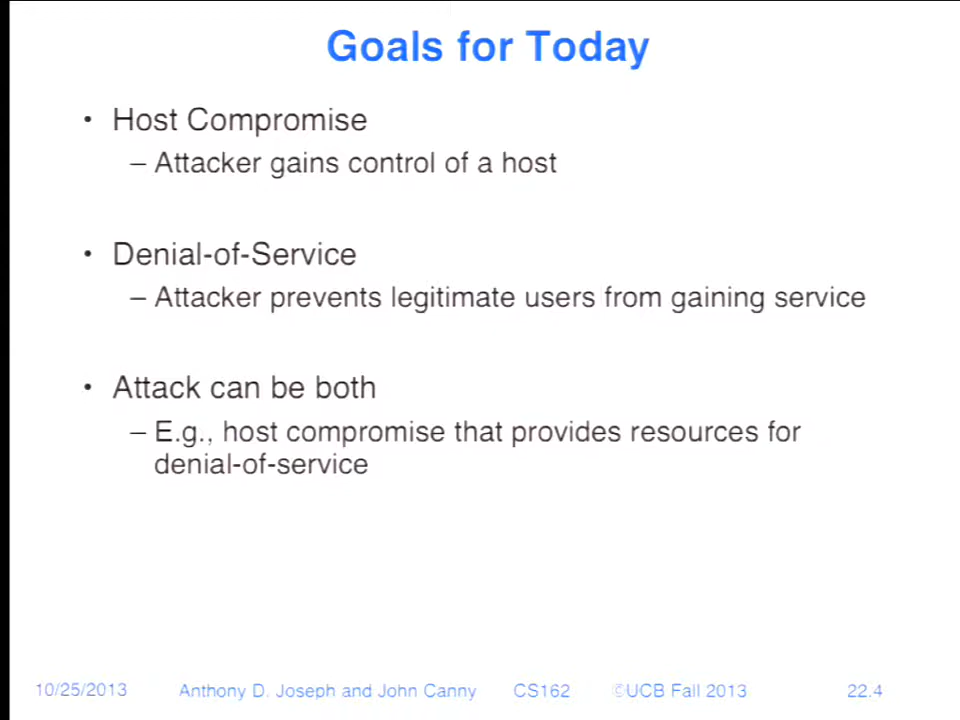 Goals for Today
• Host Compromise
– Attacker gains control of a host
• Denial-of-Service
– Attacker prevents legitimate users from gaining service
• Attack can be both
– E.g., host compromise that provides resources for
denial-of-service
10/25/2013 Anthony D. Joseph and John Canny CS162 ©UCB Fall 2013 22.4